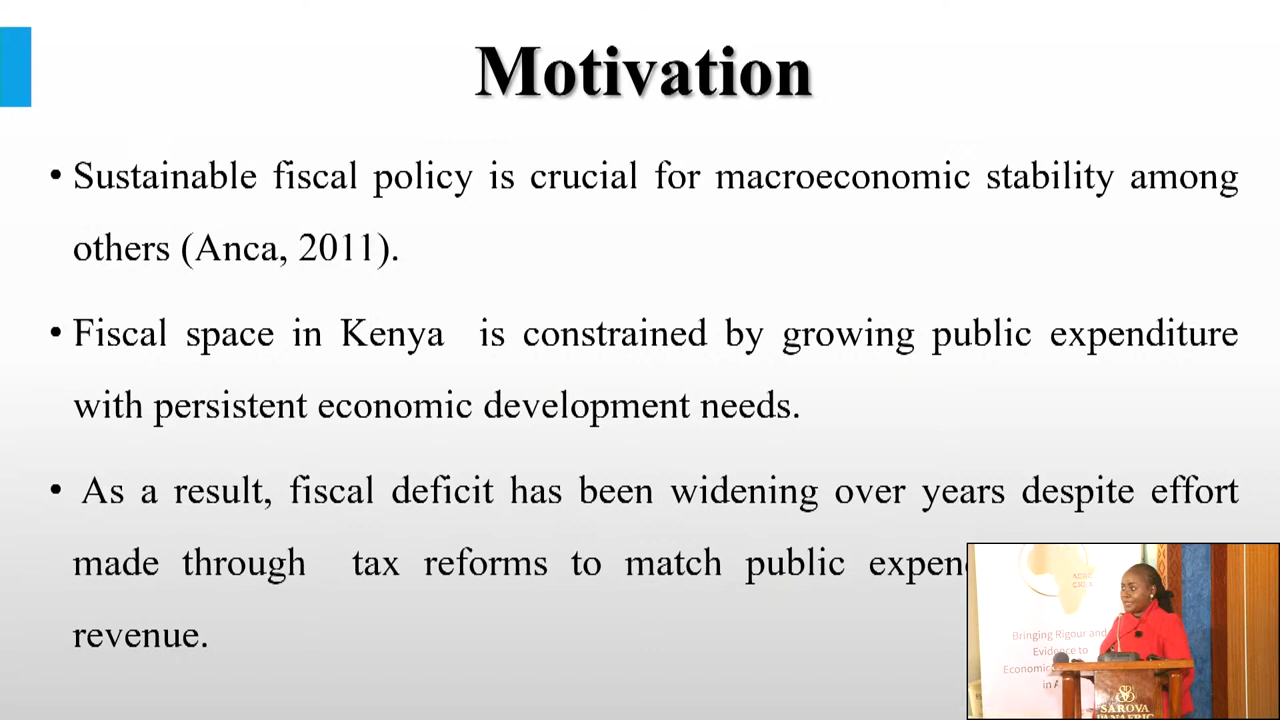 Motivation
• Sustainable fiscal policy is crucial for macroeconomic stability among
others (Anca, 2011).
• Fiscal space in Kenya is constrained by growing public expenditure
with persistent economic development needs.
• As a result, fiscal deficit has been widening over years despite effort
made through tax reforms to match public
revenue.
Bringing Rigour and
Evidence to
in
SAROVA
PANAFRIC